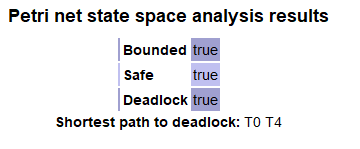 Petri net state space analysis results
Bounded true
Safe true
Deadlock true
Shortest path to deadlock: T0 T4